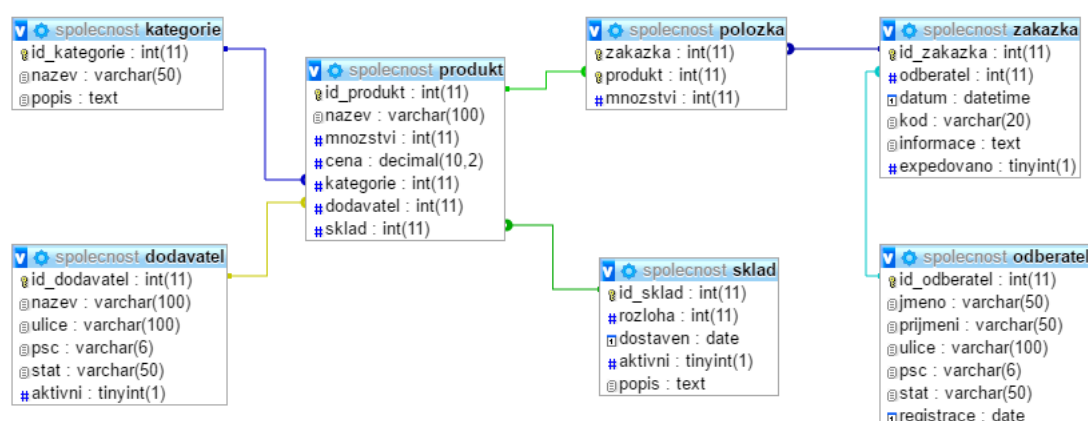 spolecnost kategorie
id_kategorie : int(11)
nazev : varchar(50)
popis : text
spolecnost produkt
id_produkt : int(11)
nazev : varchar(100)
mnozstvi : int(11)
cena : decimal(10,2)
kategorie : int(11)
dodavatel : int(11)
sklad : int(11)
spolecnost polozka
zakazka : int(11)
produkt : int(11)
mnozstvi : int(11)
spolecnost zakazka
id_zakazka : int(11)
odberatel : int(11)
datum : datetime
kod : varchar(20)
informace : text
expedovano : tinyint(1)
spolecnost dodavatel
id_dodavatel : int(11)
nazev : varchar(100)
ulice : varchar(100)
psc : varchar(6)
stat : varchar(50)
aktivni : tinyint(1)
spolecnost sklad
id_sklad : int(11)
rozloha : int(11)
dostaven : date
aktivni : tinyint(1)
popis : text
spolecnost odberatel
id_odberatel : int(11)
jmeno : varchar(50)
prijmeni : varchar(50)
ulice : varchar(100)
psc : varchar(6)
stat : varchar(50)
registrace : date